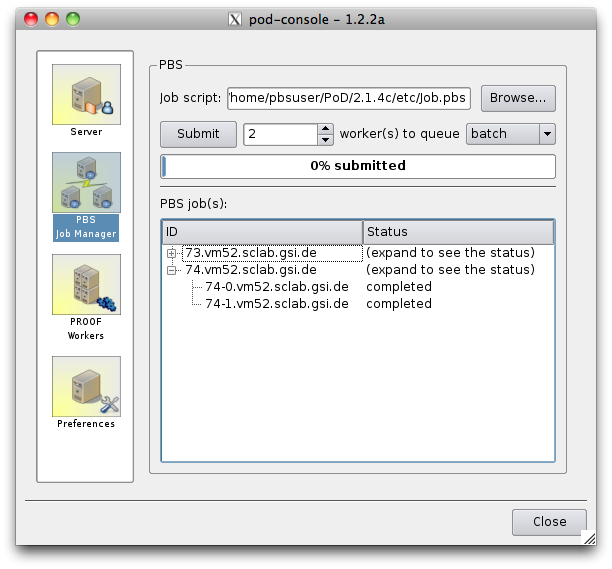 pod-console - 1.2.2a
Server
PBS
Job Manager
PROOF
Workers
Preferences
PBS
Job script: /home/pbsuser/PoD/2.1.4c/etc/Job.pbs Browse...
Submit 2 worker(s) to queue batch
0% submitted
PBS job(s):
ID Status
73.vm52.sclab.gsi.de (expand to see the status)
74.vm52.sclab.gsi.de (expand to see the status)
74-0.vm52.sclab.gsi.de completed
74-1.vm52.sclab.gsi.de completed
Close